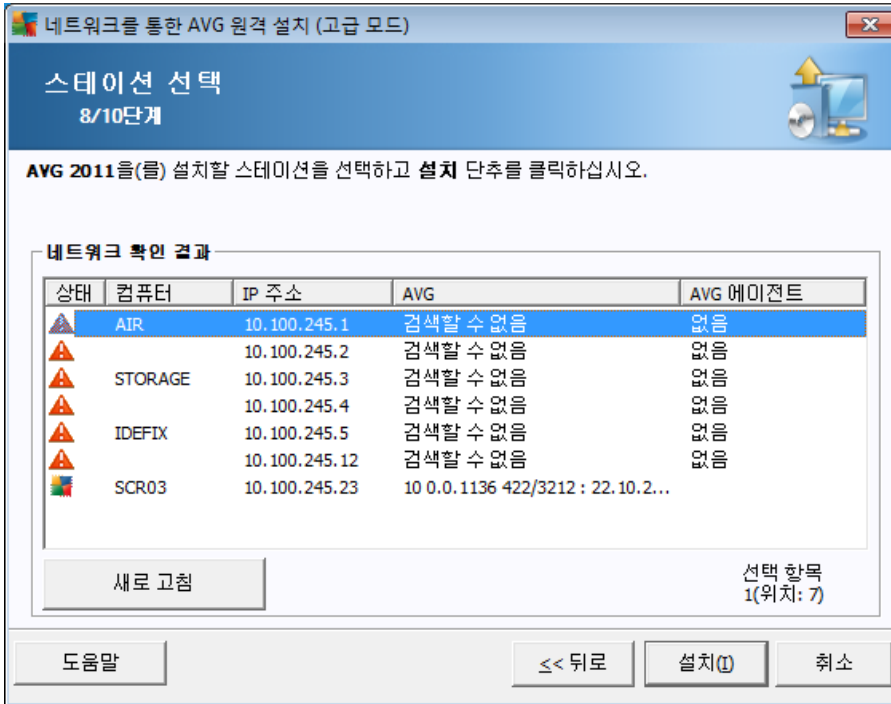 네트워크를 통한 AVG 원격 설치 (고급 모드)
스테이션 선택
8/10단계
AVG 2011을(를) 설치할 스테이션을 선택하고 설치 단추를 클릭하십시오.
네트워크 확인 결과
상태 컴퓨터 IP 주소 AVG AVG 에이전트
AIR 10.100.245.1 검색할 수 없음 없음
10.100.245.2 검색할 수 없음 없음
STORAGE 10.100.245.3 검색할 수 없음 없음
10.100.245.4 검색할 수 없음 없음
IDEFIX 10.100.245.5 검색할 수 없음 없음
10.100.245.12 검색할 수 없음 없음
SCR03 10.100.245.23 10 0.0.1136 422/3212 : 22.10.2...
새로 고침
선택 항목
1(위치: 7)
도움말 << 뒤로 설치(I) 취소